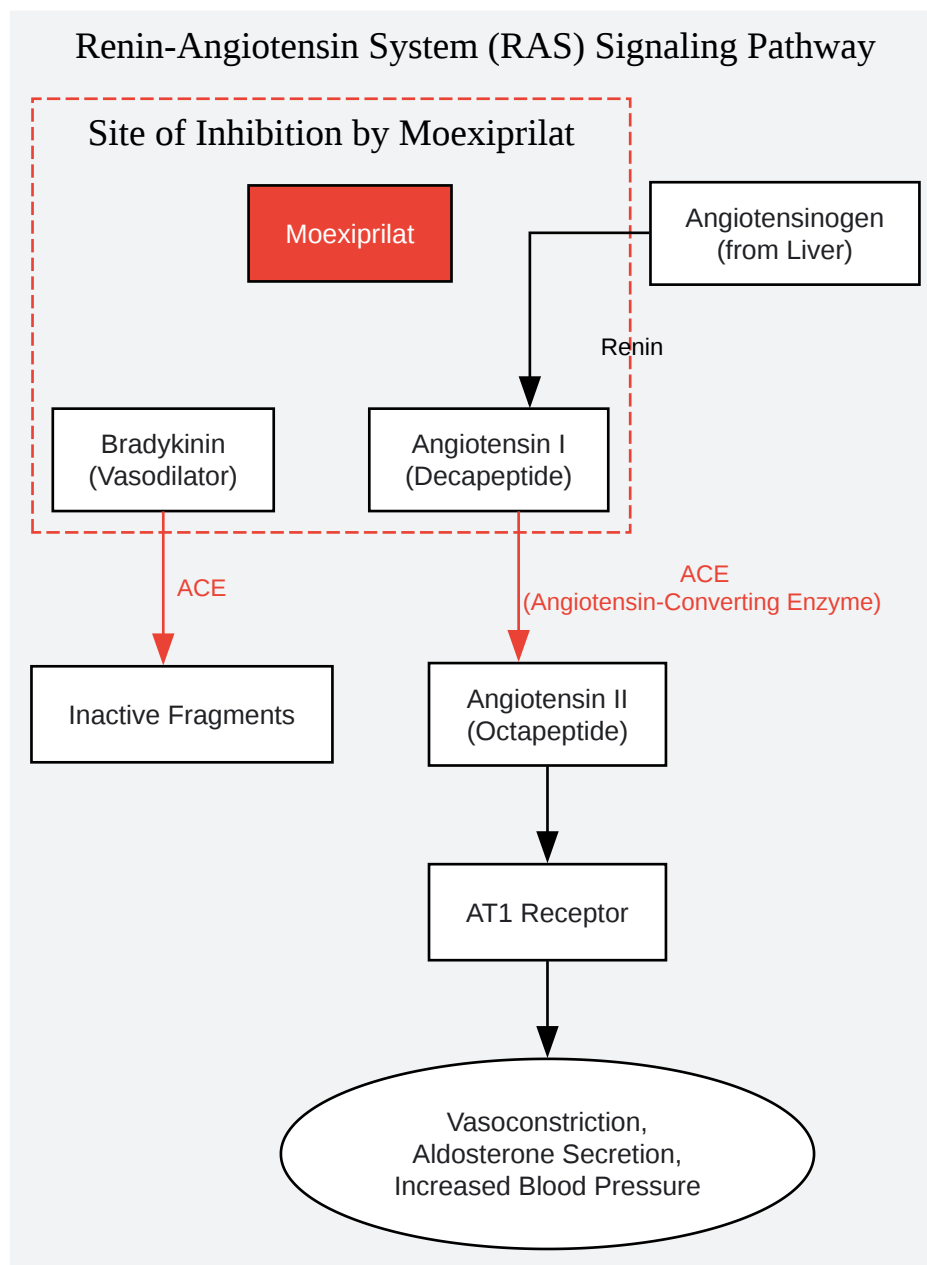 Renin-Angiotensin System (RAS) Signaling Pathway
Site of Inhibition by Moexiprilat
Moexiprilat
Angiotensinogen
(from Liver)
Renin
Bradykinin
(Vasodilator)
Angiotensin I
(Decapeptide)
ACE
ACE
(Angiotensin-Converting Enzyme)
Inactive Fragments
Angiotensin II
(Octapeptide)
AT1 Receptor
Vasoconstriction,
Aldosterone Secretion,
Increased Blood Pressure